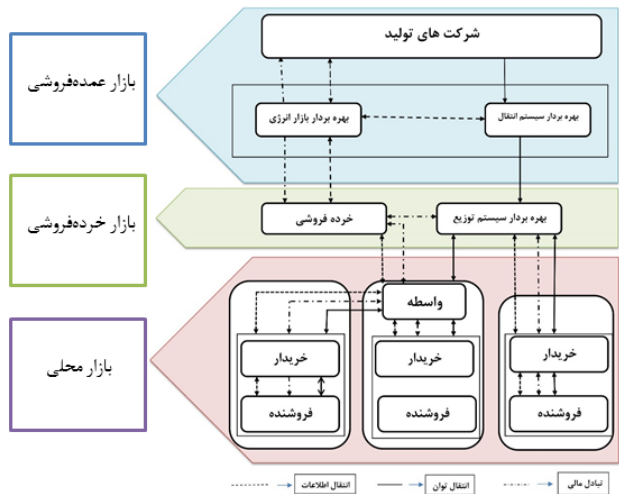 شرکت های تولید
بازار عمده‌فروشی
بهره بردار سیستم انتقال
بهره بردار بازار انرژی
بازار خرده‌فروشی
بهره بردار سیستم توزیع
خرده فروشی
واسطه
بازار محلی
خریدار
خریدار
خریدار
فروشنده
فروشنده
فروشنده
تبادل مالی
انتقال توان
انتقال اطلاعات